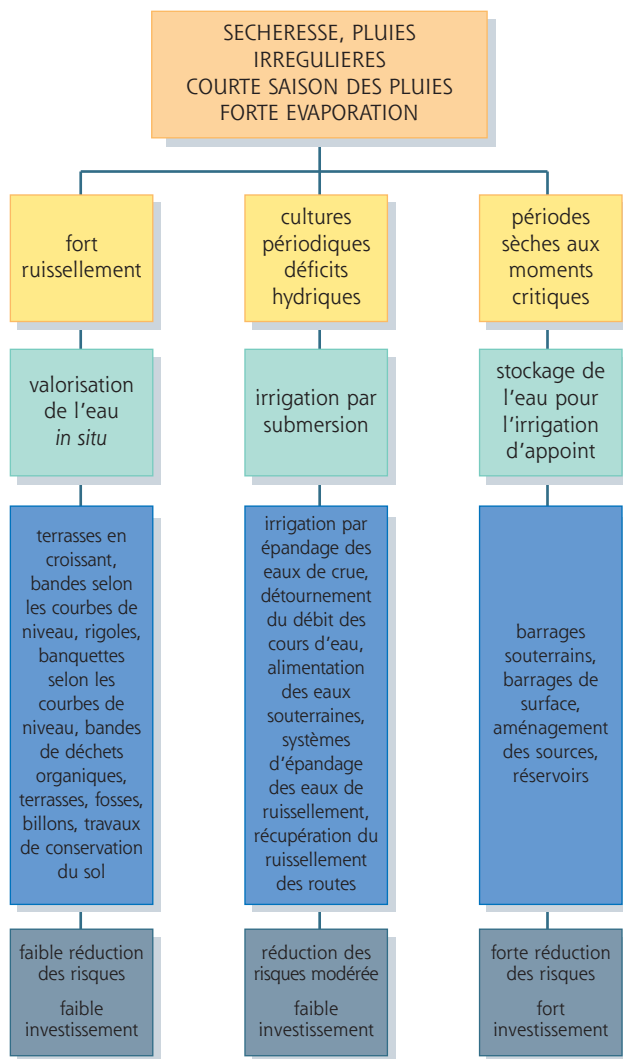 SECHERESSE, PLUIES
IRREGULIERES
COURTE SAISON DES PLUIES
FORTE EVAPORATION
fort
ruissellement
valorisation
de l'eau
in situ
terrasses en
croissant,
bandes selon
les courbes de
niveau, rigoles,
banquettes
selon les
courbes de
niveau, bandes
de déchets
organiques,
terrasses, fosses,
billons, travaux
de conservation
du sol
faible réduction
des risques
faible
investissement
cultures
périodiques
déficits
hydriques
irrigation par
submersion
irrigation par
épandage des
eaux de crue,
détournement
du débit des
cours d'eau,
alimentation
des eaux
souterraines,
systèmes
d'épandage
des eaux de
ruissellement,
récupération du
ruissellement
des routes
réduction des
risques modérée
faible
investissement
périodes
sèches aux
moments
critiques
stockage de
l'eau pour
l'irrigation
d'appoint
barrages
souterrains,
barrages de
surface,
aménagement
des sources,
réservoirs
forte réduction
des risques
fort
investissement